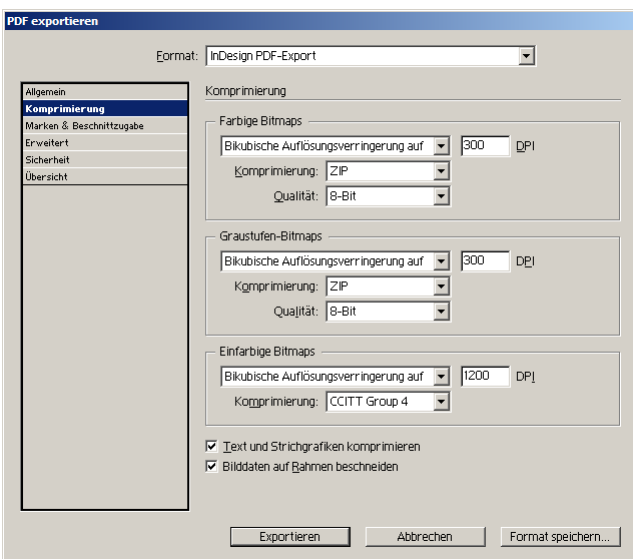 PDF exportieren
Format: InDesign PDF-Export
Allgemein
Komprimierung
Marken & Beschnittzugabe
Erweitert
Sicherheit
Übersicht
Komprimierung
Farbige Bitmaps
Bikubische Auflösungsverringerung auf 300 DPI
Komprimierung: ZIP
Qualität: 8-Bit
Graustufen-Bitmaps
Bikubische Auflösungsverringerung auf 300 DPI
Komprimierung: ZIP
Qualität: 8-Bit
Einfarbige Bitmaps
Bikubische Auflösungsverringerung auf 1200 DPI
Komprimierung: CCITT Group 4
Text und Strichgrafiken komprimieren
Bilddaten auf Rahmen beschneiden
Exportieren Abbrechen Format speichern...